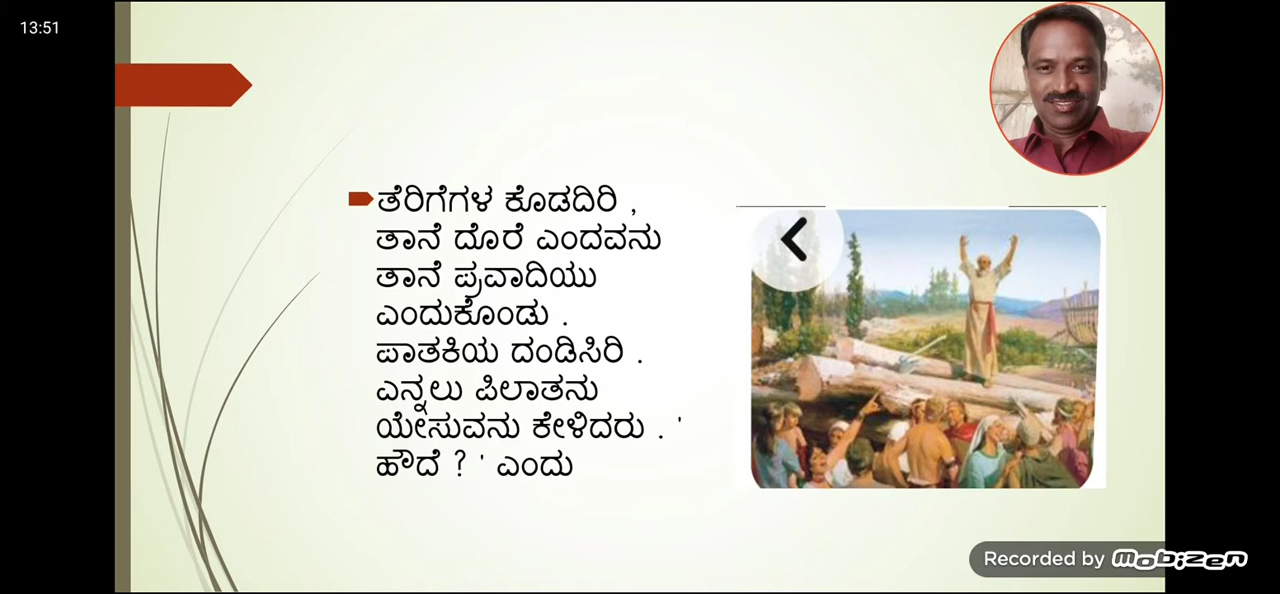 13:51
ತೆರಿಗೆಗಳ ಕೊಡದಿರಿ ,
ತಾನೆ ದೊರೆ ಎಂದವನು
ತಾನೆ ಪ್ರವಾದಿಯು
ಎಂದುಕೊಂಡು .
ಪಾತಕಿಯ ದಂಡಿಸಿರಿ .
ಎನ್ನಲು ಪಿಲಾತನು
ಯೇಸುವನು ಕೇಳಿದರು . '
ಹೌದೆ ? ' ಎಂದು
Recorded by Mobizen